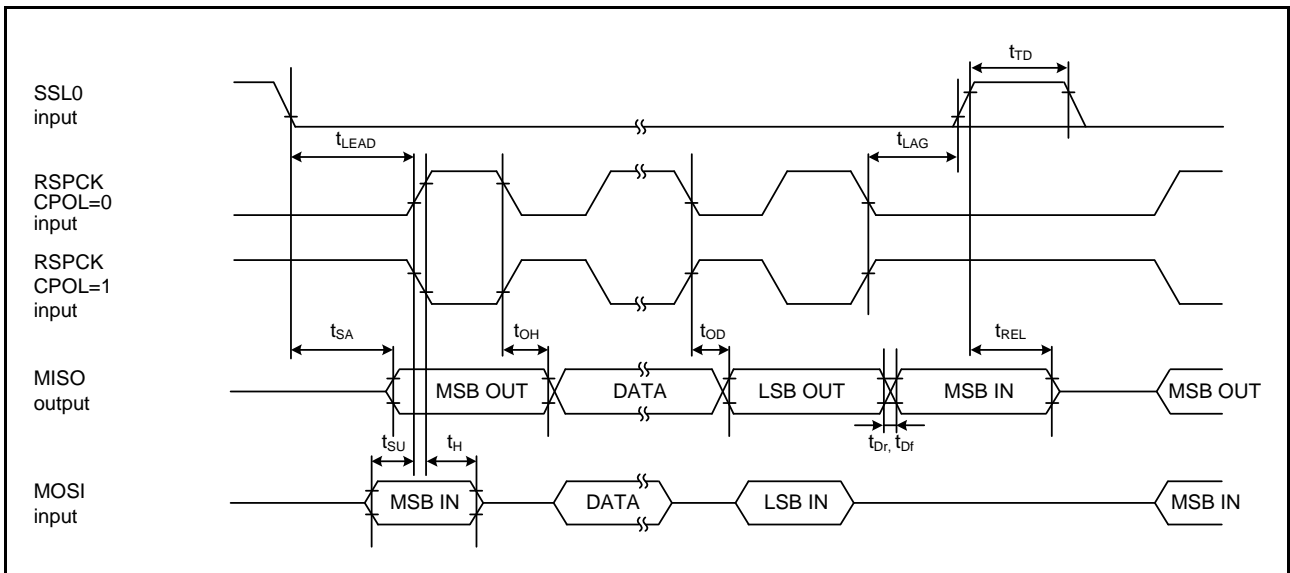 SSL0
input
tTD
tLEAD
tLAG
RSPCK
CPOL=0
input
RSPCK
CPOL=1
input
tSA
tOH
tOD
tREL
MISO
output
MSB OUT
DATA
LSB OUT
MSB IN
MSB OUT
tSU
tH
tDr, tDf
MOSI
input
MSB IN
DATA
LSB IN
MSB IN